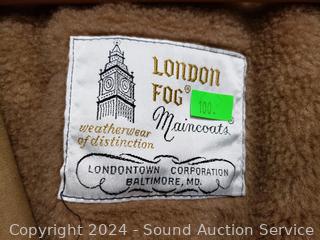 LONDON
FOG®
100.
Maincoats®
weatherwear
of distinction
LONDONTOWN CORPORATION
BALTIMORE, MD.
Copyright 2024 - Sound Auction Service